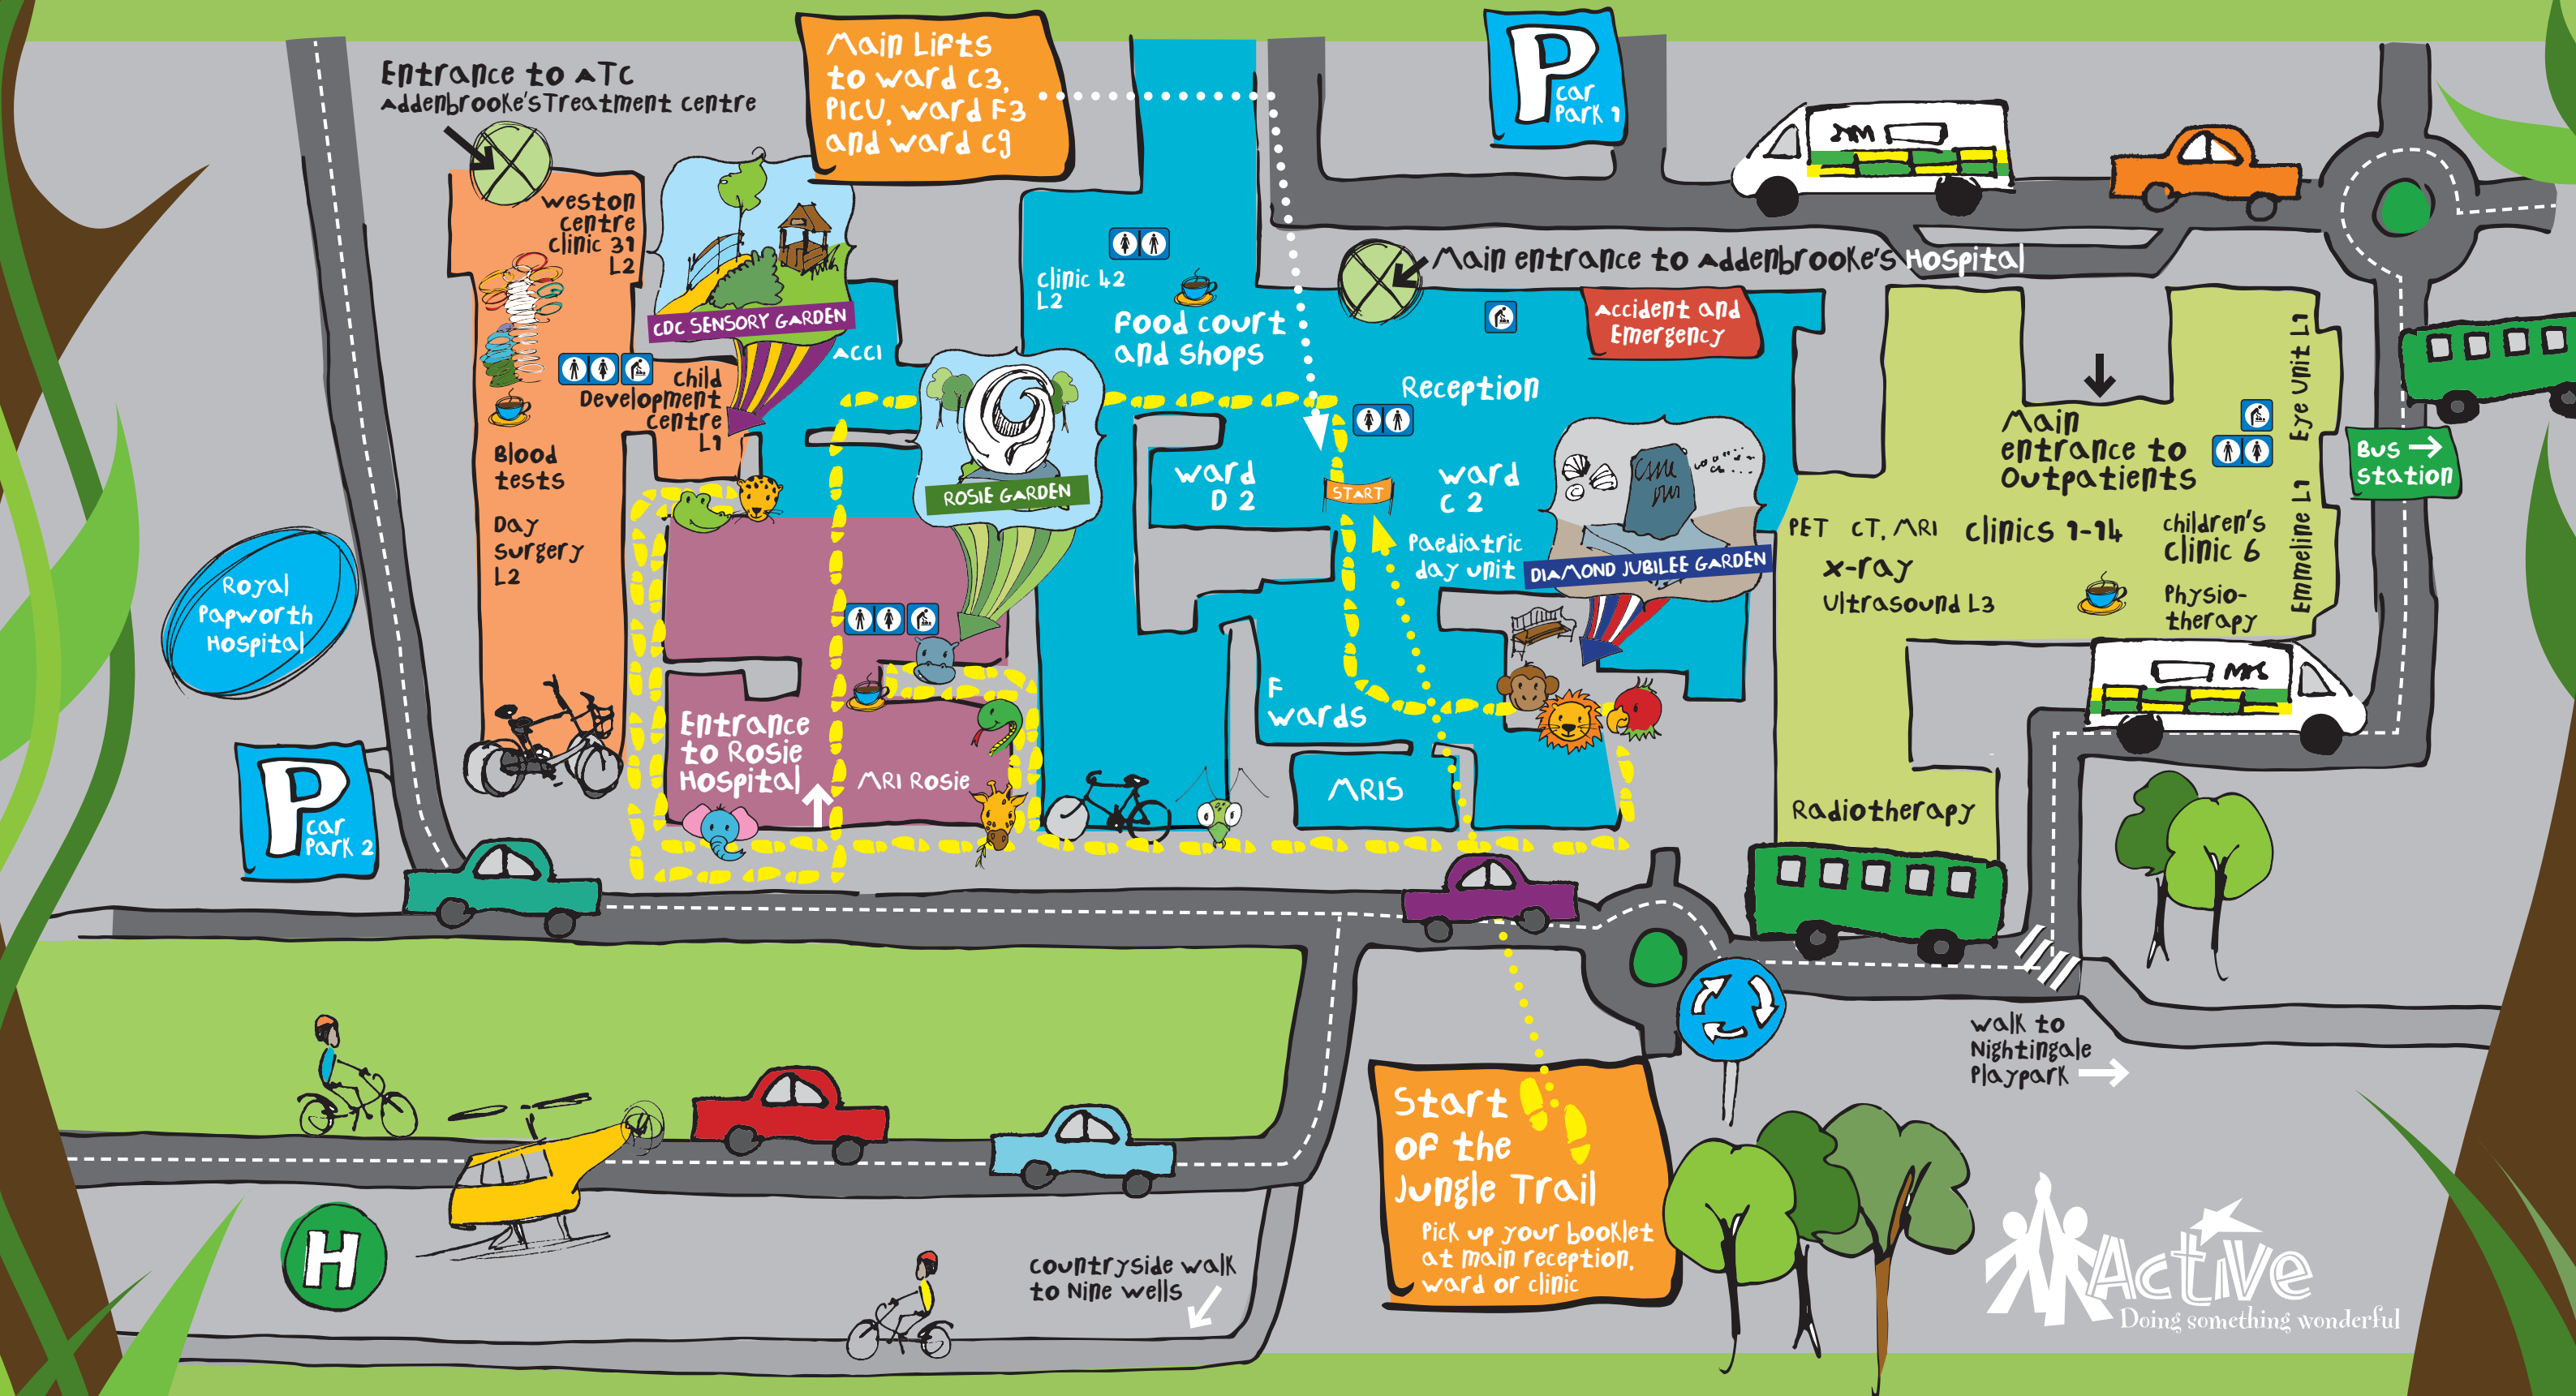 Entrance to ATC
Addenbrooke's Treatment centre
Main Lifts
to ward C3,
PICU, ward F3
and ward C9
P
car
Park 1
weston
centre
clinic 31
L2
CDC SENSORY GARDEN
ACCI
Child
Development
centre
L1
Blood
tests
Day
surgery
L2
Clinic 42
L2
Food court
and shops
Main entrance to Addenbrooke's Hospital
Accident and
Emergency
Reception
ROSIE GARDEN
ward
D 2
START
ward
C 2
Paediatric
day unit
DIAMOND JUBILEE GARDEN
Main
entrance to
Outpatients
Eye Unit L1
Emmeline L1
Bus
station
PET CT, MRI
Clinics 1-14
x-ray
Ultrasound L3
Children's
Clinic 6
Physio-
therapy
Royal
Papworth
Hospital
F
wards
Entrance
to Rosie
Hospital
MRI Rosie
MRIS
Radiotherapy
P
car
Park 2
walk to
Nightingale
Playpark
Start
of the
Jungle Trail
Pick up your booklet
at main reception,
ward or clinic
H
countryside walk
to Nine wells
Active
Doing something wonderful